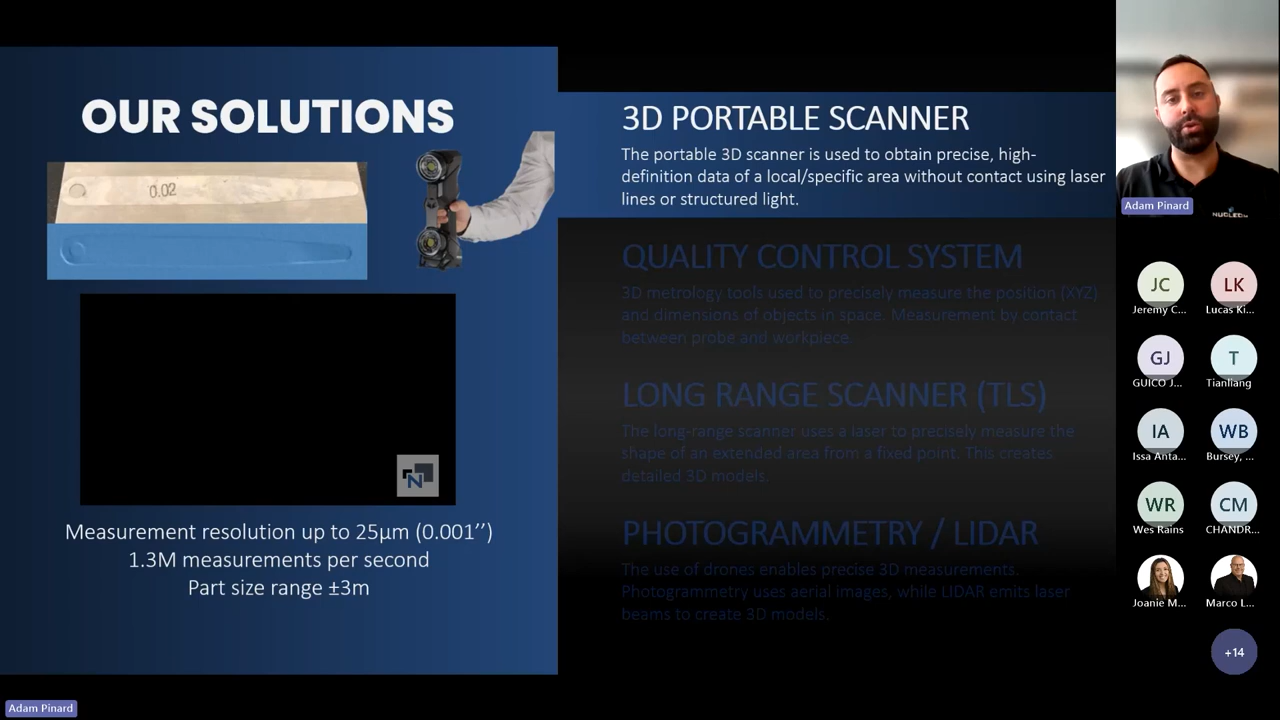 OUR SOLUTIONS
0.02
N
Measurement resolution up to 25µm (0.001’’)
1.3M measurements per second
Part size range ±3m
3D PORTABLE SCANNER
The portable 3D scanner is used to obtain precise, high-
definition data of a local/specific area without contact using laser
lines or structured light.
QUALITY CONTROL SYSTEM
3D metrology tools used to precisely measure the position (XYZ)
and dimensions of objects in space. Measurement by contact
between probe and workpiece.
LONG RANGE SCANNER (TLS)
The long-range scanner uses a laser to precisely measure the
shape of an extended area from a fixed point. This creates
detailed 3D models.
PHOTOGRAMMETRY / LIDAR
The use of drones enables precise 3D measurements.
Photogrammetry uses aerial images, while LIDAR emits laser
beams to create 3D models.
Adam Pinard
JC
LK
Jeremy C...
Lucas Ki...
GJ
T
GUICO J...
Tianliang
IA
WB
Issa Anta...
Bursey, ...
WR
CM
Wes Rains
CHANDR...
Joanie M...
Marco L...
+14
Adam Pinard